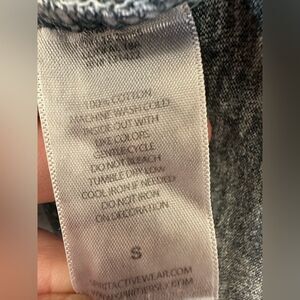 100% COTTON
MACHINE WASH COLD
INSIDE OUT WITH
LIKE COLORS
GENTLE CYCLE
DO NOT BLEACH
TUMBLE DRY LOW
COOL IRON IF NEEDED
DO NOT IRON
ON DECORATION
S